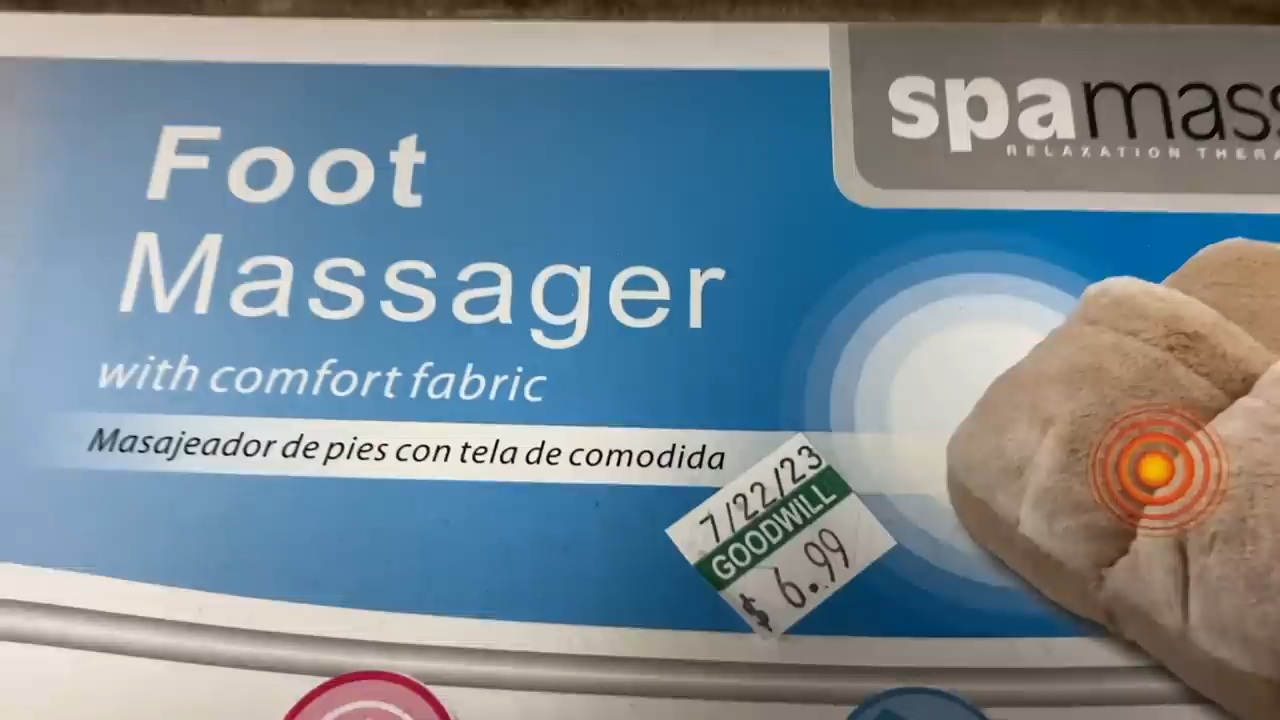 spamass
RELAXATION THERA
Foot
Massager
with comfort fabric
Masajeador de pies con tela de comodida
7/22/23
GOODWILL
$ 6.99